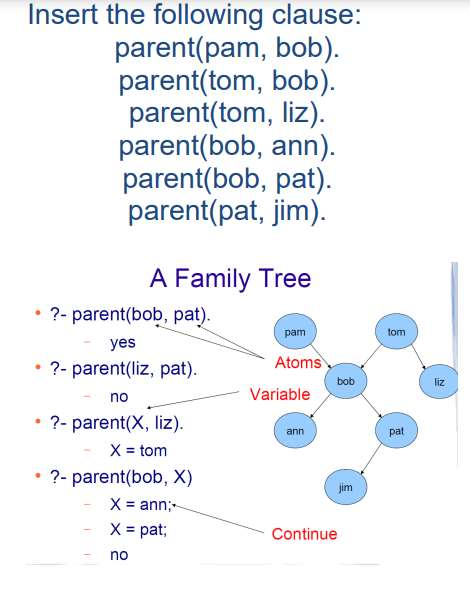 Insert the following clause:
parent(pam, bob).
parent(tom, bob).
parent(tom, liz).
parent(bob, ann).
parent(bob, pat).
parent(pat, jim).
A Family Tree
• ?- parent(bob, pat).
– yes
• ?- parent(liz, pat).
– no
• ?- parent(X, liz).
– X = tom
• ?- parent(bob, X)
– X = ann;
– X = pat;
– no
Atoms
Variable
Continue
pam
tom
bob
liz
ann
pat
jim